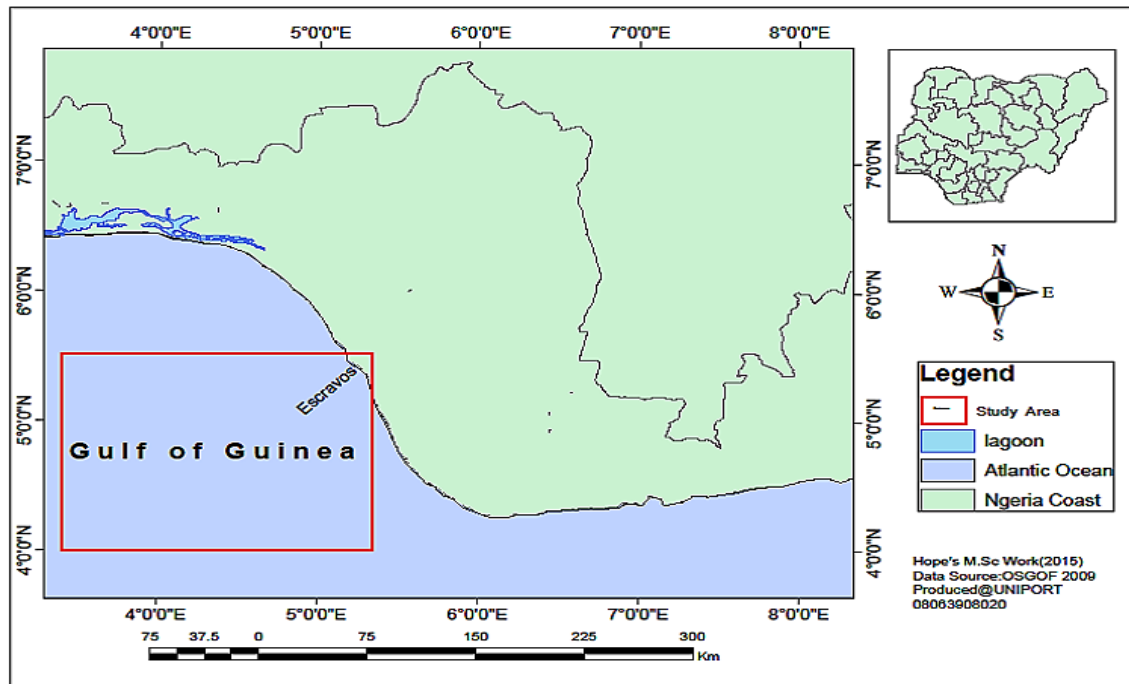 4°0'0"E 5°0'0"E 6°0'0"E 7°0'0"E 8°0'0"E
7°0'0"N
6°0'0"N
5°0'0"N
4°0'0"N
7°0'0"N
6°0'0"N
5°0'0"N
4°0'0"N
Escravos
Gulf of Guinea
4°0'0"E 5°0'0"E 6°0'0"E 7°0'0"E 8°0'0"E
75 37.5 0 75 150 225 300
Km
N
W E
S
Legend
Study Area
lagoon
Atlantic Ocean
Ngeria Coast
Hope's M.Sc Work(2015)
Data Source:OSGOF 2009
Produced@UNIPORT
08063908020